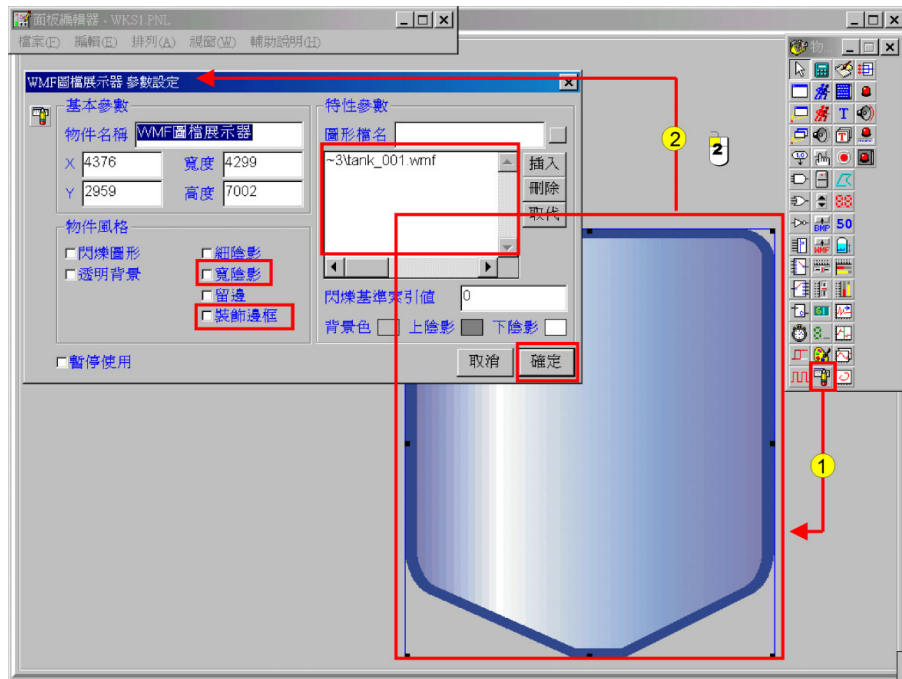 面板編輯器 - WKS1.PNL
檔案(F) 編輯(E) 排列(A) 視窗(W) 輔助說明(H)
物...
WMF圖檔展示器 參數設定
基本參數
物件名稱 WMF圖檔展示器
X 4376 寬度 4299
Y 2959 高度 7002
物件風格
閃爍圖形 細陰影
透明背景 寬陰影
留邊
裝飾邊框
暫停使用
特性參數
圖形檔名
~3\tank_001.wmf
插入
刪除
取代
閃爍基準索引值 0
背景色 上陰影 下陰影
取消 確定
2
2
1
T
88
BMP 50
WMF